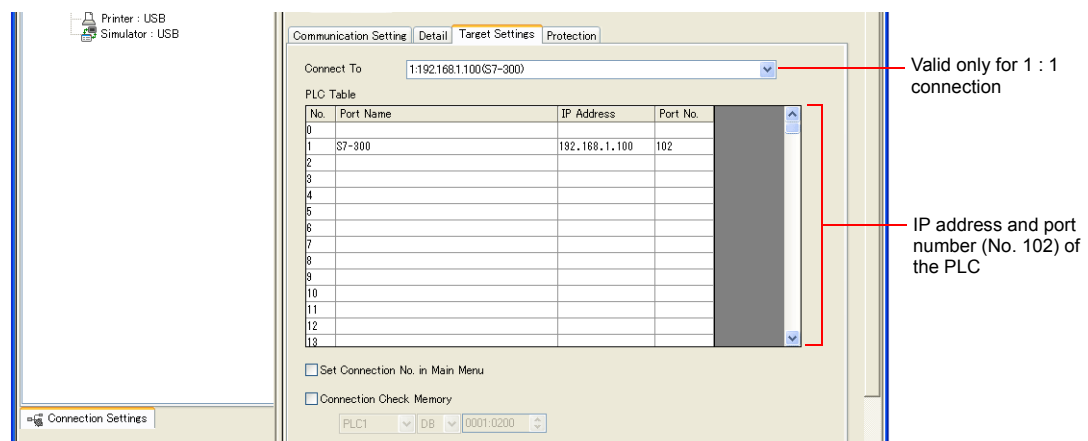 Printer : USB
Simulator : USB
Communication Setting Detail Target Settings Protection
Connect To 1:192.168.1.100(S7-300)
Valid only for 1 : 1
connection
PLC Table
No. Port Name IP Address Port No.
0
1 S7-300 192.168.1.100 102
2
3
4
5
6
7
8
9
10
11
12
13
IP address and port
number (No. 102) of
the PLC
Set Connection No. in Main Menu
Connection Check Memory
PLC1 DB 0001:0200
Connection Settings